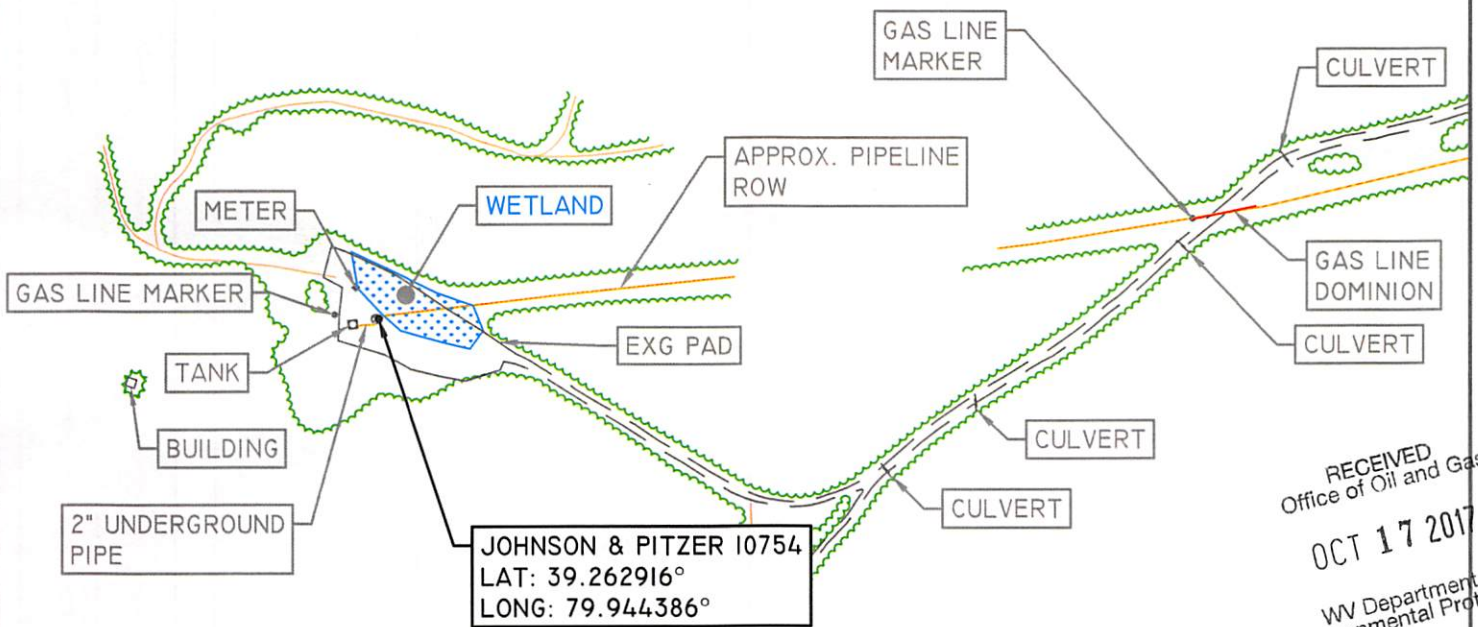 GAS LINE
MARKER
CULVERT
APPROX. PIPELINE
ROW
METER
WETLAND
GAS LINE MARKER
GAS LINE
DOMINION
EXG PAD
CULVERT
TANK
CULVERT
BUILDING
CULVERT
2" UNDERGROUND
PIPE
JOHNSON & PITZER 10754
LAT: 39.262916°
LONG: 79.944386°
RECEIVED
Office of Oil and Gas
OCT 17 2017
WV Department